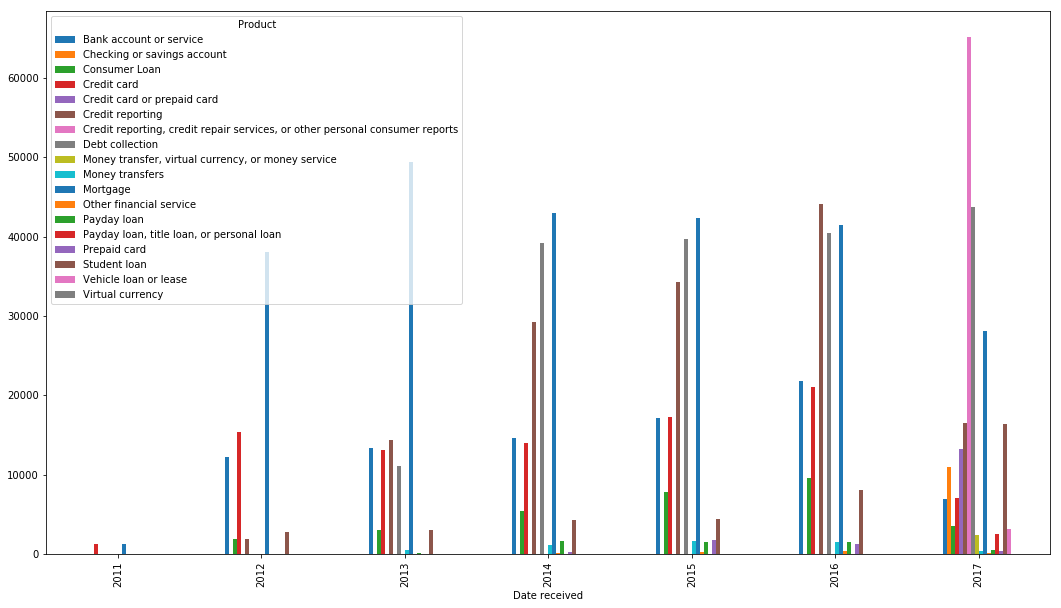 Product
Bank account or service
Checking or savings account
Consumer Loan
Credit card
Credit card or prepaid card
Credit reporting
Credit reporting, credit repair services, or other personal consumer reports
Debt collection
Money transfer, virtual currency, or money service
Money transfers
Mortgage
Other financial service
Payday loan
Payday loan, title loan, or personal loan
Prepaid card
Student loan
Vehicle loan or lease
Virtual currency
60000
50000
40000
30000
20000
10000
0
2011
2012
2013
2014
2015
2016
2017
Date received